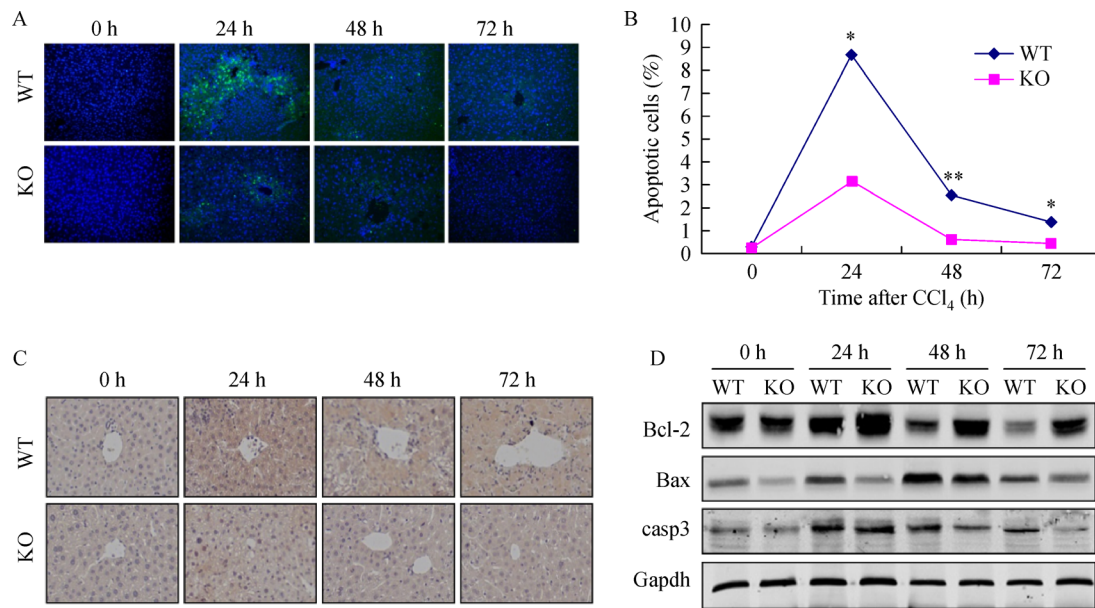 A
0 h 24 h 48 h 72 h
WT
KO
B
10
9
8
7
6
5
4
3
2
1
0
Apoptotic cells (%)
*
**
*
WT
KO
0 24 48 72
Time after CCl₄ (h)
C
0 h 24 h 48 h 72 h
WT
KO
D
0 h 24 h 48 h 72 h
WT KO WT KO WT KO WT KO
Bcl-2
Bax
casp3
Gapdh